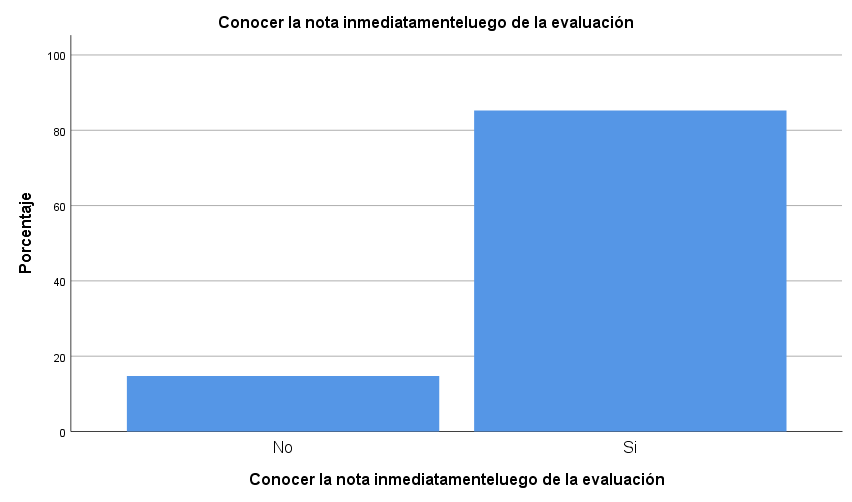 Conocer la nota inmediatamenteluego de la evaluación
100
80
60
40
20
0
Porcentaje
No
Si
Conocer la nota inmediatamenteluego de la evaluación